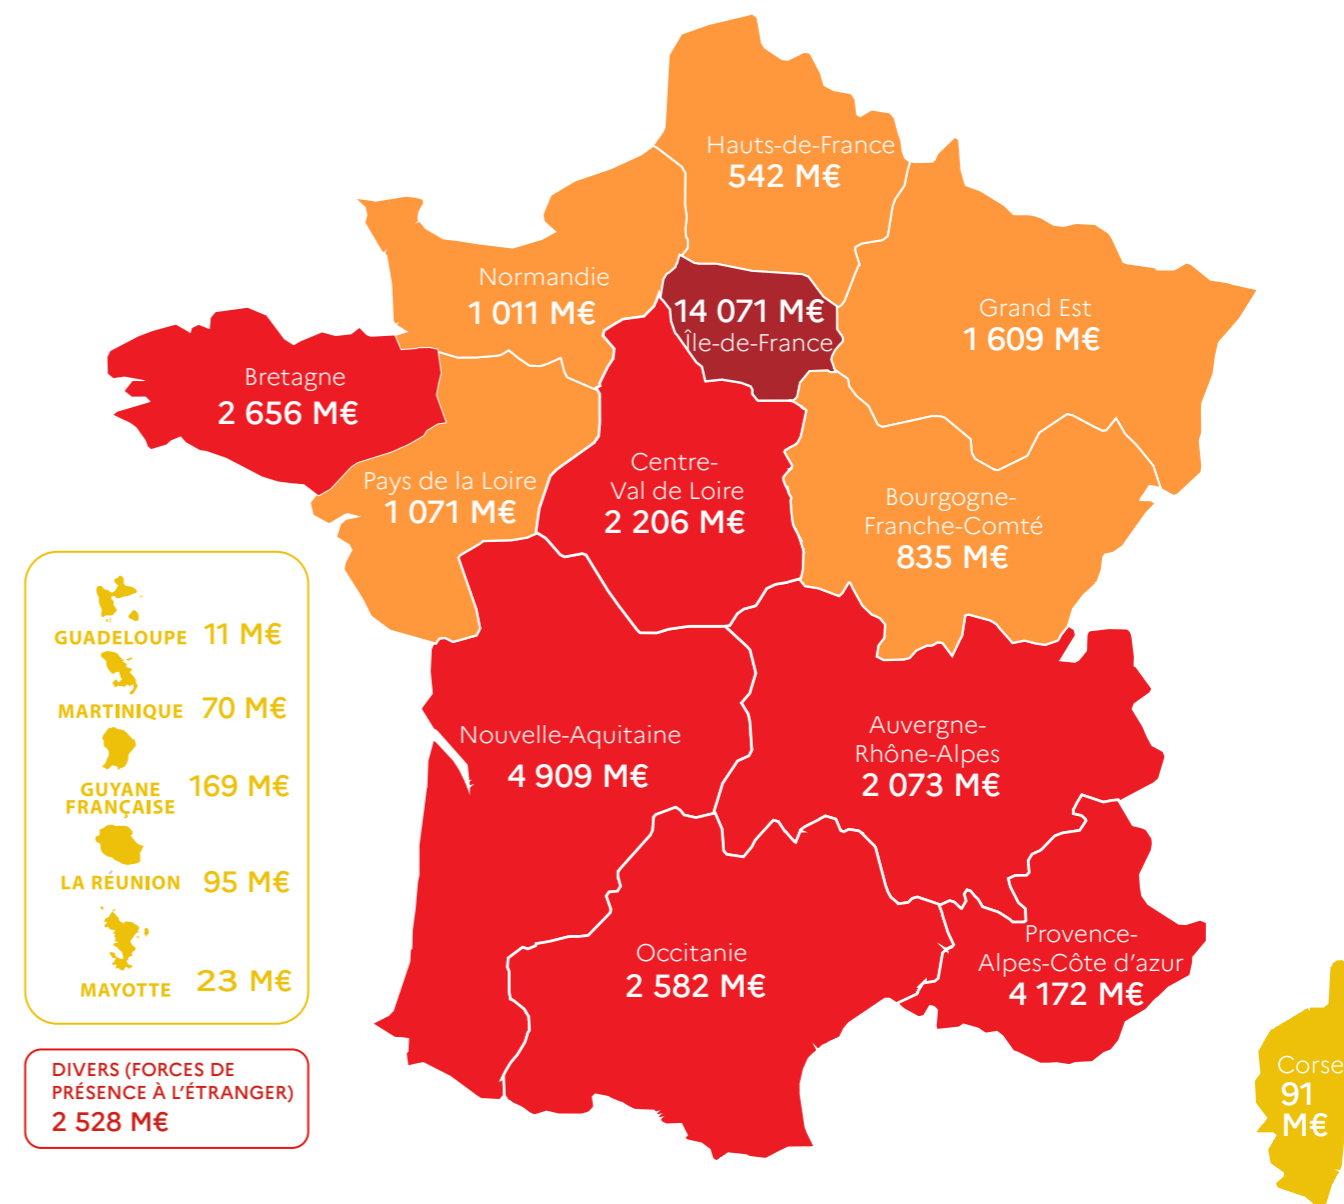 Hauts-de-France
542 M€
Normandie
1 011 M€
14 071 M€
Île-de-France
Grand Est
1 609 M€
Bretagne
2 656 M€
Pays de la Loire
1 071 M€
Centre-
Val de Loire
2 206 M€
Bourgogne-
Franche-Comté
835 M€
Nouvelle-Aquitaine
4 909 M€
Auvergne-
Rhône-Alpes
2 073 M€
Occitanie
2 582 M€
Provence-
Alpes-Côte d’azur
4 172 M€
Corse
91
M€
GUADELOUPE 11 M€
MARTINIQUE 70 M€
GUYANE
FRANÇAISE 169 M€
LA RÉUNION 95 M€
MAYOTTE 23 M€
DIVERS (FORCES DE
PRÉSENCE À L’ÉTRANGER)
2 528 M€